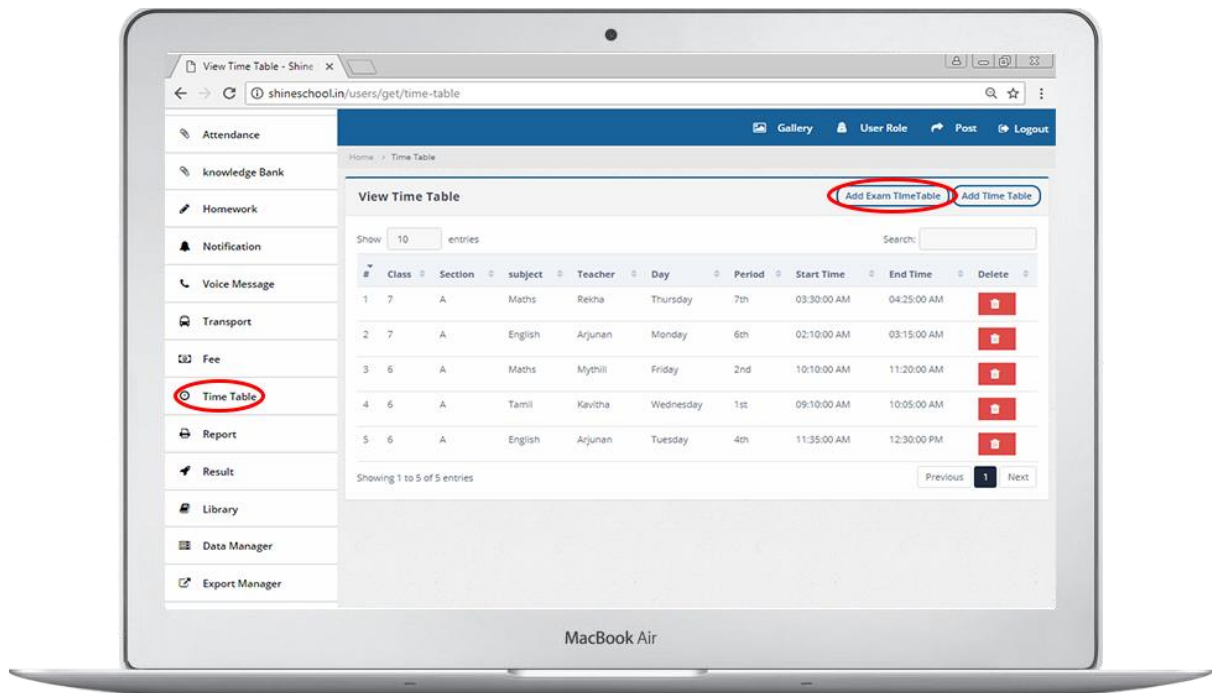 View Time Table - Shine
shineschool.in/users/get/time-table
Gallery User Role Post Logout
Attendance
knowledge Bank
Homework
Notification
Voice Message
Transport
Fee
Time Table
Report
Result
Library
Data Manager
Export Manager
Home > Time Table
View Time Table Add Exam TimeTable Add Time Table
Show 10 entries Search:
# Class Section subject Teacher Day Period Start Time End Time Delete
1 7 A Maths Rekha Thursday 7th 03:30:00 AM 04:25:00 AM
2 7 A English Arjunan Monday 6th 02:10:00 AM 03:15:00 AM
3 6 A Maths Mythili Friday 2nd 10:10:00 AM 11:20:00 AM
4 6 A Tamil Kavitha Wednesday 1st 09:10:00 AM 10:05:00 AM
5 6 A English Arjunan Tuesday 4th 11:35:00 AM 12:30:00 PM
Showing 1 to 5 of 5 entries Previous 1 Next
MacBook Air